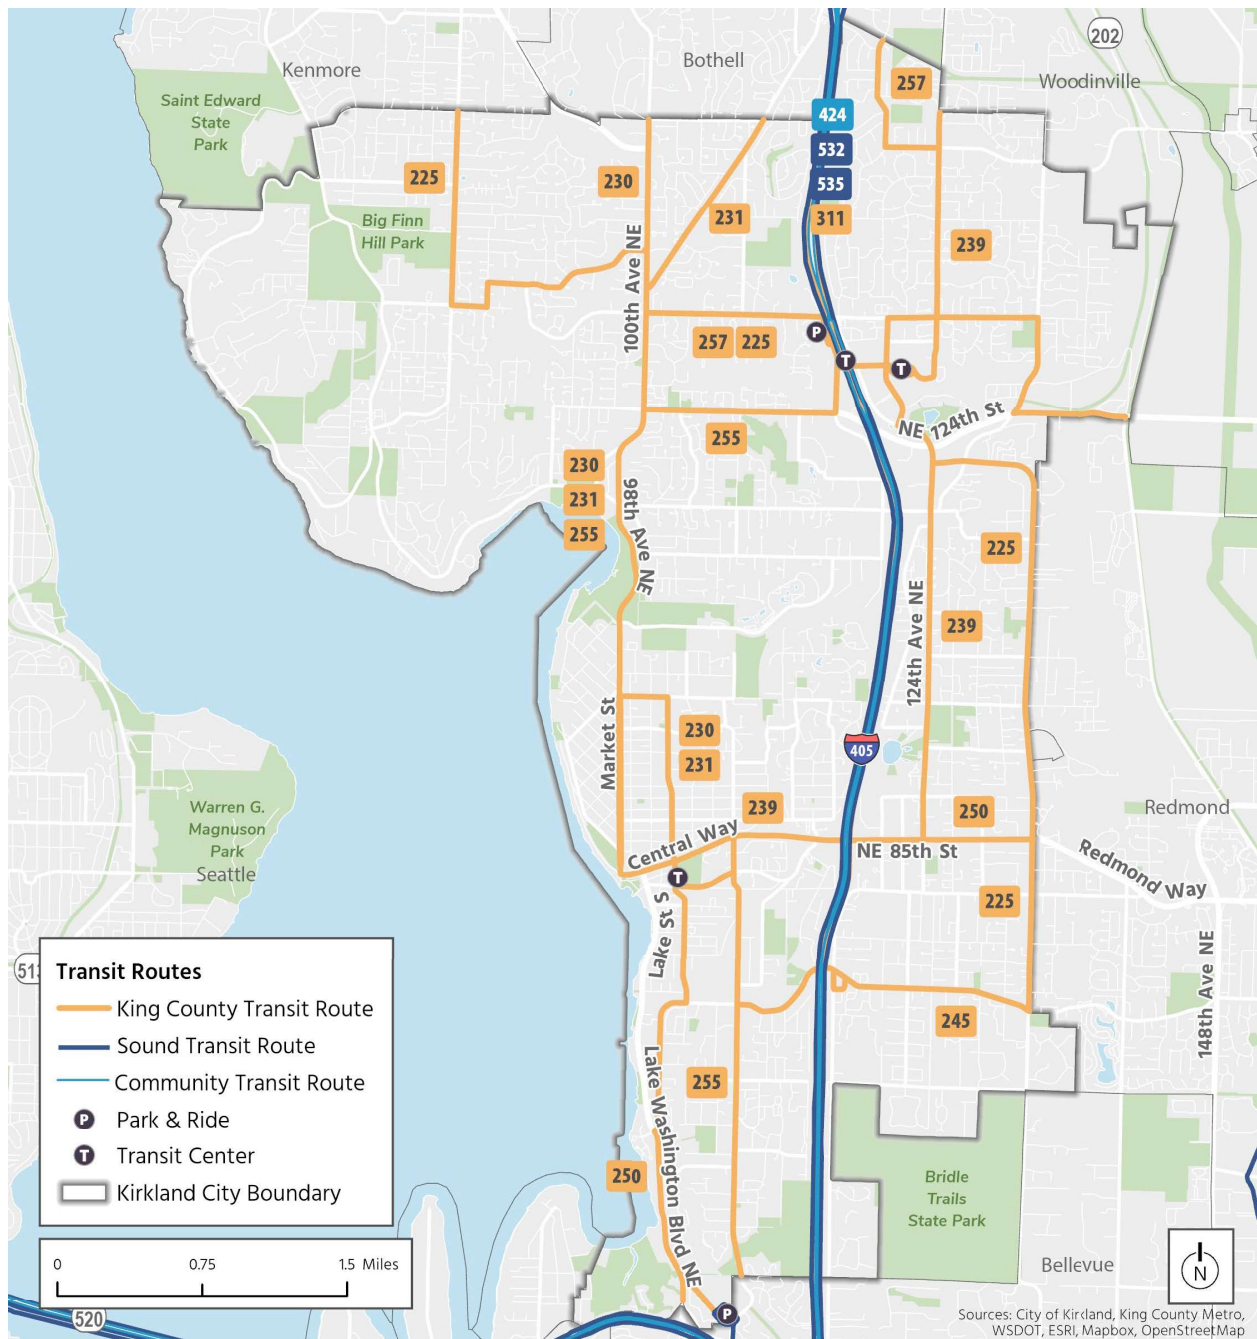 202
Bothell
Kenmore
Woodinville
257
Saint Edward
State
Park
424
532
535
311
225
230
231
239
Big Finn
Hill Park
100th Ave NE
257 225
P
T
T
NE 124th St
255
230
231
255
98th Ave NE
225
124th Ave NE
239
Market St
230
231
405
239
250
Redmond
Warren G.
Magnuson
Park
Seattle
Central Way
NE 85th St
Redmond Way
T
225
Lake St S
148th Ave NE
513
245
Lake Washington Blvd NE
255
250
Bridle
Trails
State Park
Bellevue
P
520
Transit Routes
King County Transit Route
Sound Transit Route
Community Transit Route
P Park & Ride
T Transit Center
Kirkland City Boundary
0 0.75 1.5 Miles
N
Sources: City of Kirkland, King County Metro,
WSDOT, ESRI, Mapbox, OpenStreetMap